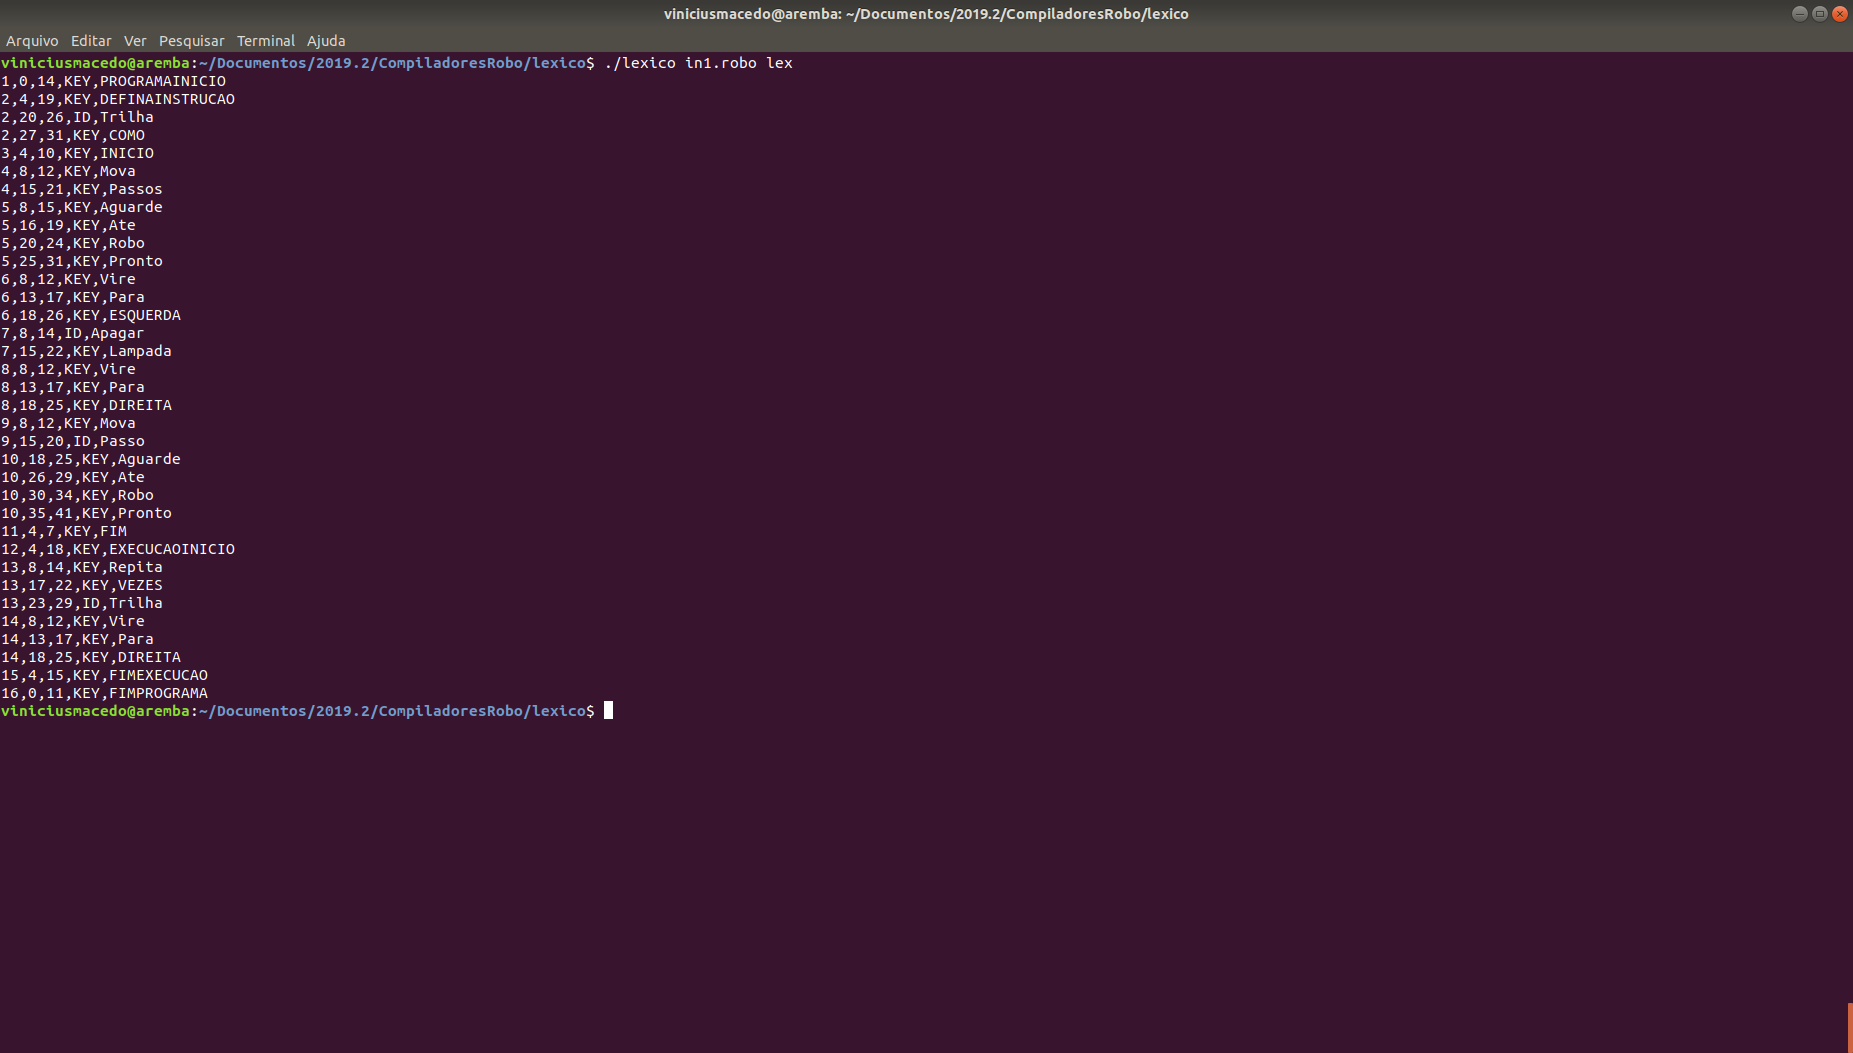 viniciusmacedo@aremba: ~/Documentos/2019.2/CompiladoresRobo/lexico
Arquivo Editar Ver Pesquisar Terminal Ajuda
viniciusmacedo@aremba:~/Documentos/2019.2/CompiladoresRobo/lexico$ ./lexico in1.robo lex
1,0,14,KEY,PROGRAMAINICIO
2,4,19,KEY,DEFINAINSTRUCAO
2,20,26,ID,Trilha
2,27,31,KEY,COMO
3,4,10,KEY,INICIO
4,8,12,KEY,Mova
4,15,21,KEY,Passos
5,8,15,KEY,Aguarde
5,16,19,KEY,Ate
5,20,24,KEY,Robo
5,25,31,KEY,Pronto
6,8,12,KEY,Vire
6,13,17,KEY,Para
6,18,26,KEY,ESQUERDA
7,8,14,ID,Apagar
7,15,22,KEY,Lampada
8,8,12,KEY,Vire
8,13,17,KEY,Para
8,18,25,KEY,DIREITA
9,8,12,KEY,Mova
9,15,20,ID,Passo
10,18,25,KEY,Aguarde
10,26,29,KEY,Ate
10,30,34,KEY,Robo
10,35,41,KEY,Pronto
11,4,7,KEY,FIM
12,4,18,KEY,EXECUCAOINICIO
13,8,14,KEY,Repita
13,17,22,KEY,VEZES
13,23,29,ID,Trilha
14,8,12,KEY,Vire
14,13,17,KEY,Para
14,18,25,KEY,DIREITA
15,4,15,KEY,FIMEXECUCAO
16,0,11,KEY,FIMPROGRAMA
viniciusmacedo@aremba:~/Documentos/2019.2/CompiladoresRobo/lexico$